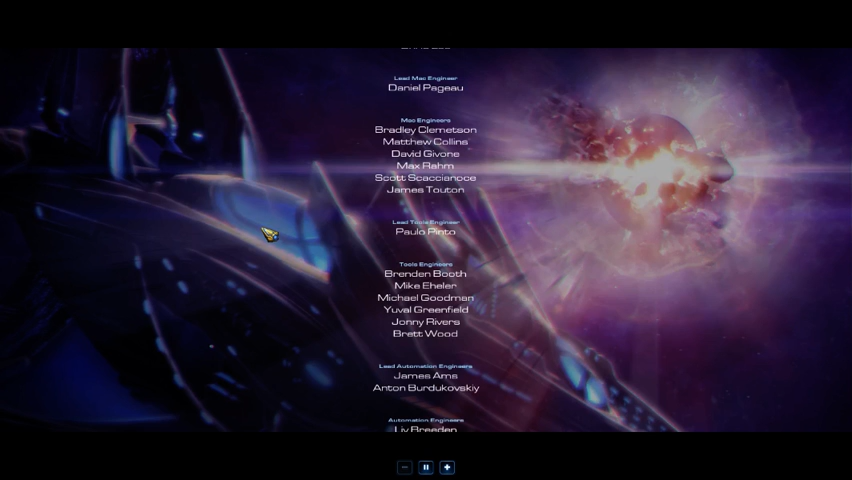 Lead Mac Engineer
Daniel Pageau
Mac Engineers
Bradley Clemetson
Matthew Collins
David Givone
Max Rahm
Scott Scaccianoce
James Touton
Lead Tools Engineer
Paulo Pinto
Tools Engineers
Brenden Booth
Mike Eheler
Michael Goodman
Yuval Greenfield
Jonny Rivers
Brett Wood
Lead Automation Engineers
James Ams
Anton Burdukovskiy
Automation Engineers
Liv Breeden